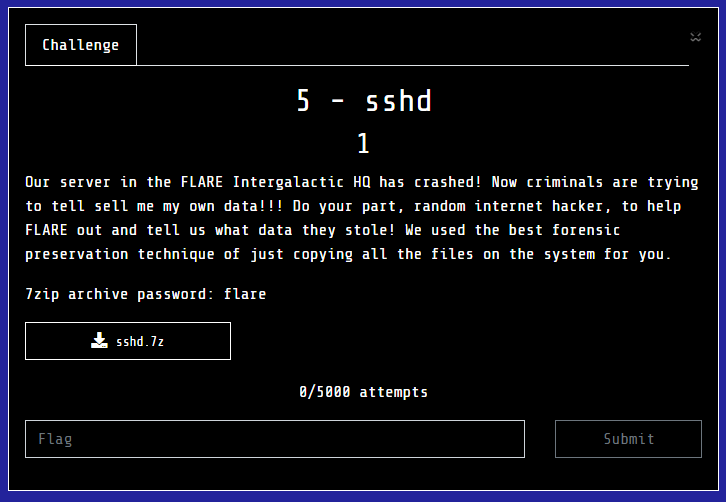 Challenge
5 - sshd
1
Our server in the FLARE Intergalactic HQ has crashed! Now criminals are trying
to tell sell me my own data!!! Do your part, random internet hacker, to help
FLARE out and tell us what data they stole! We used the best forensic
preservation technique of just copying all the files on the system for you.
7zip archive password: flare
sshd.7z
0/5000 attempts
Flag
Submit